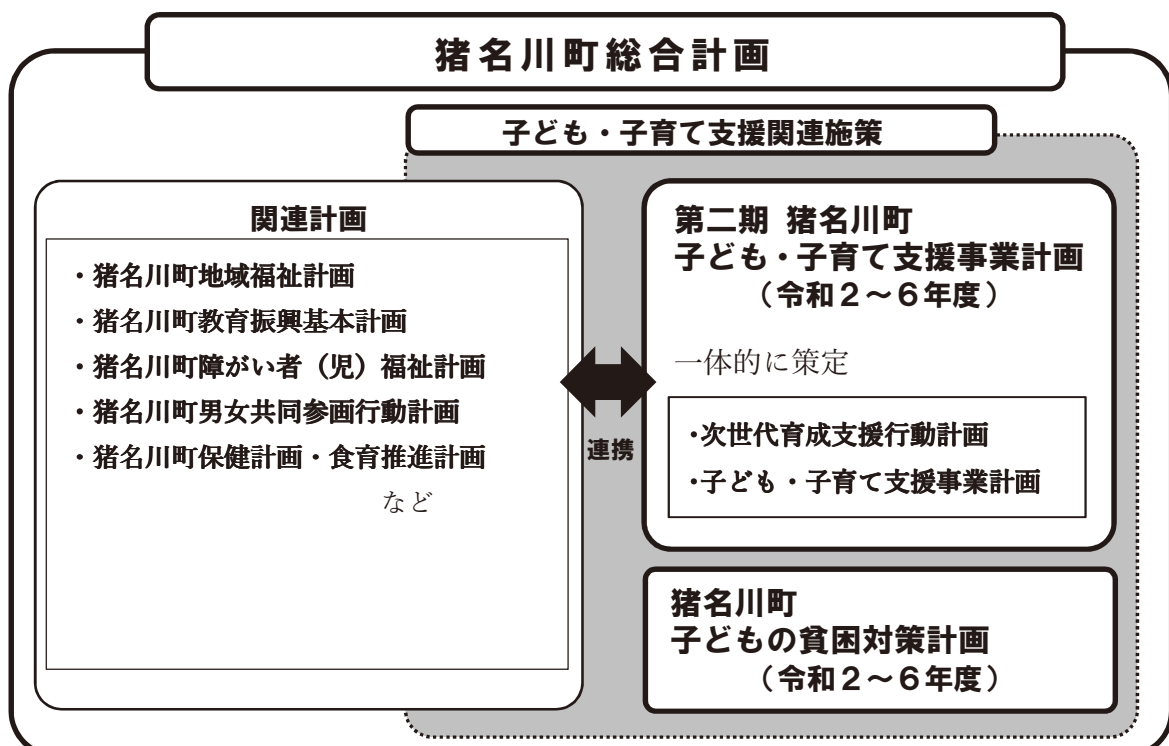 猪名川町総合計画
子ども・子育て支援関連施策
関連計画
・猪名川町地域福祉計画
・猪名川町教育振興基本計画
・猪名川町障がい者（児）福祉計画
・猪名川町男女共同参画行動計画
・猪名川町保健計画・食育推進計画
など
連携
第二期 猪名川町
子ども・子育て支援事業計画
（令和２～６年度）
一体的に策定
・次世代育成支援行動計画
・子ども・子育て支援事業計画
猪名川町
子どもの貧困対策計画
（令和２～６年度）